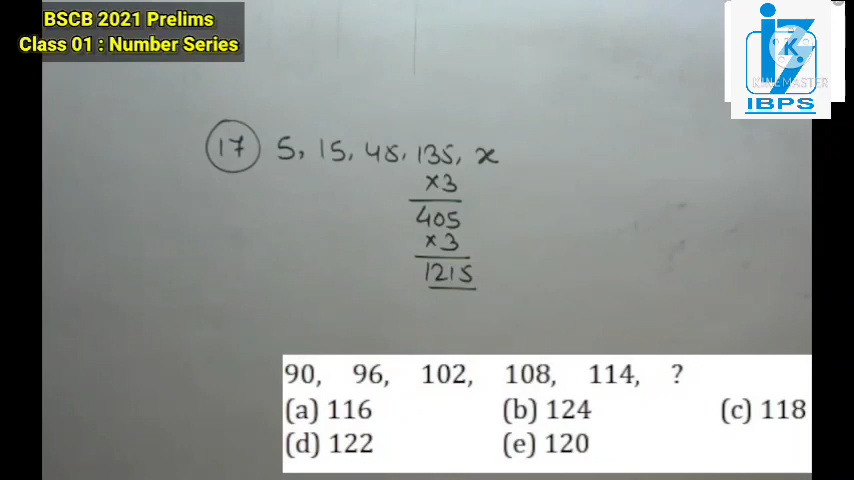 BSCB 2021 Prelims
Class 01 : Number Series
K
KINEMASTER
IBPS
17 5, 15, 45, 135, x
×3
405
×3
1215
90, 96, 102, 108, 114, ?
(a) 116 (b) 124 (c) 118
(d) 122 (e) 120